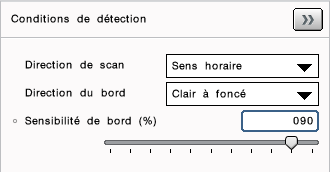 Conditions de détection
Direction de scan Sens horaire
Direction du bord Clair à foncé
Sensibilité de bord (%) 090